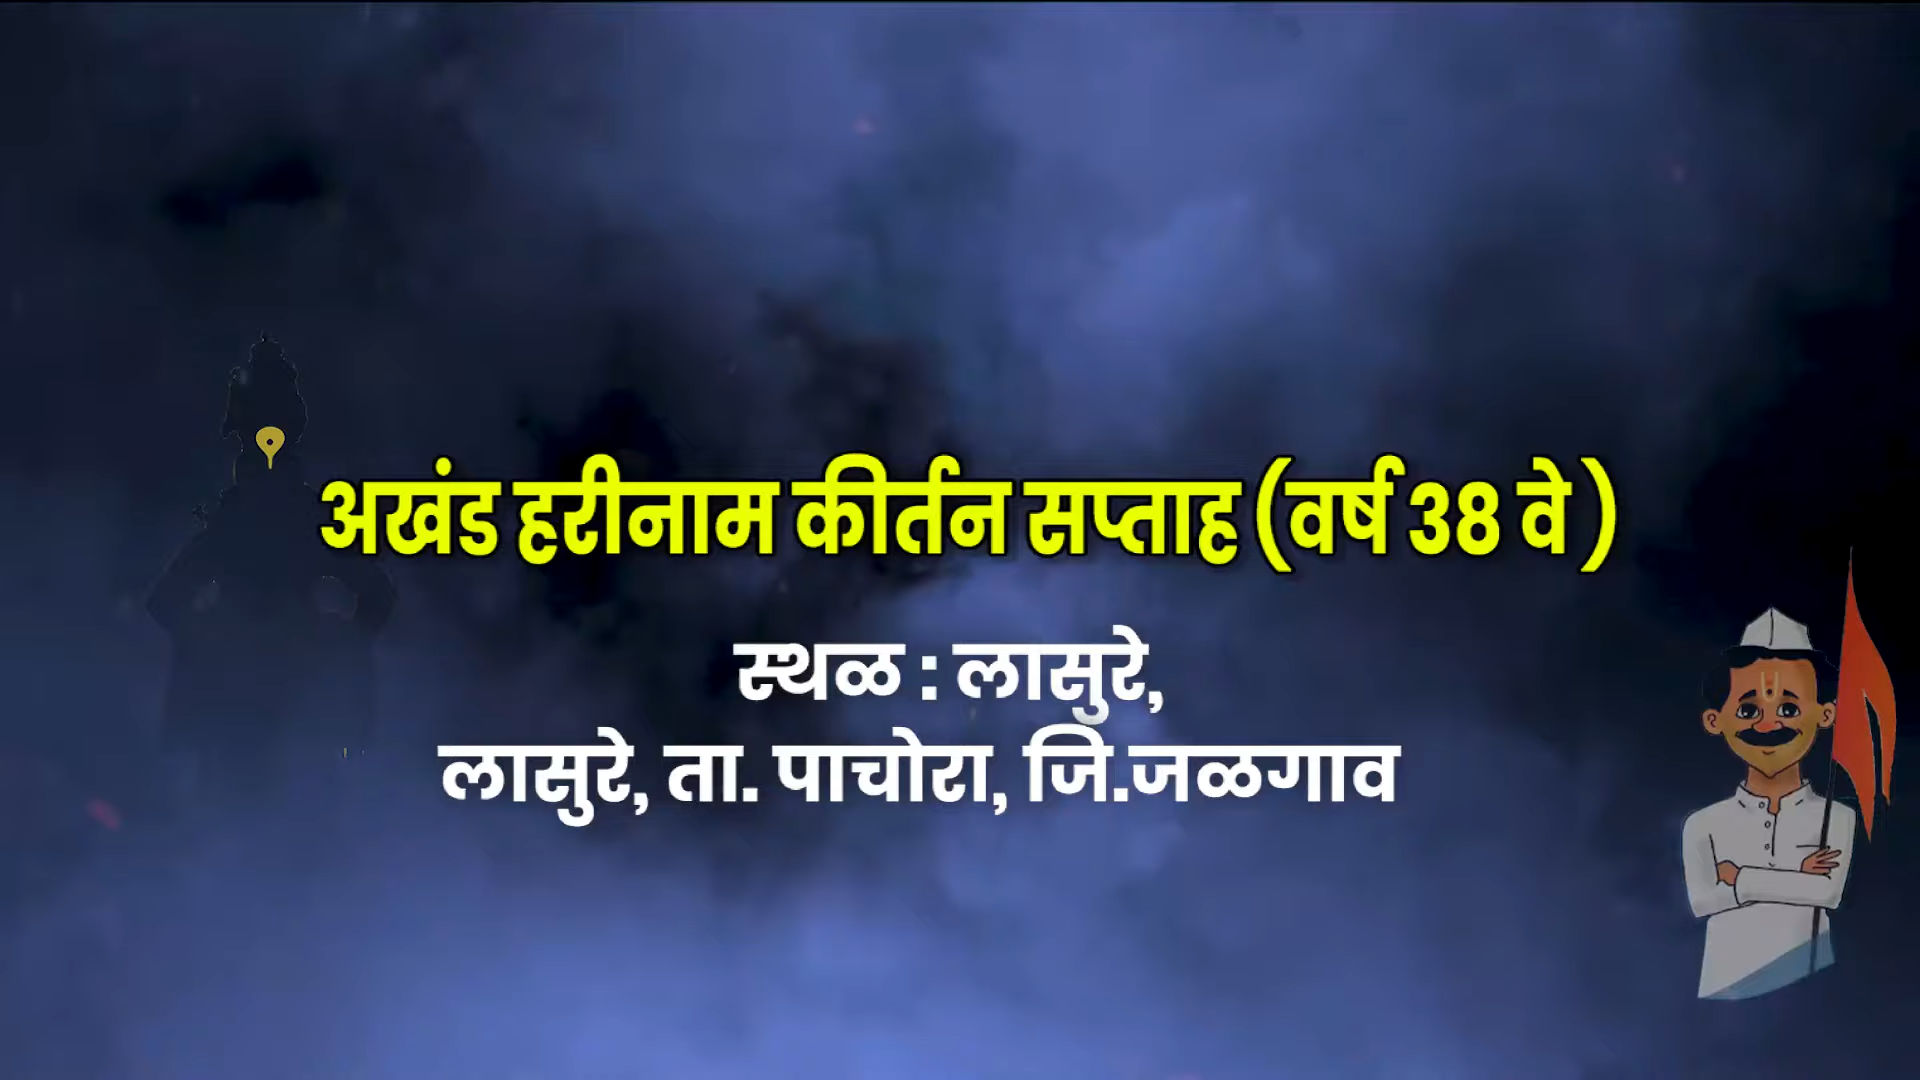 अखंड हरीनाम कीर्तन सप्ताह (वर्ष 38 वे )
स्थळ : लासुरे,
लासुरे, ता. पाचोरा, जि.जळगाव